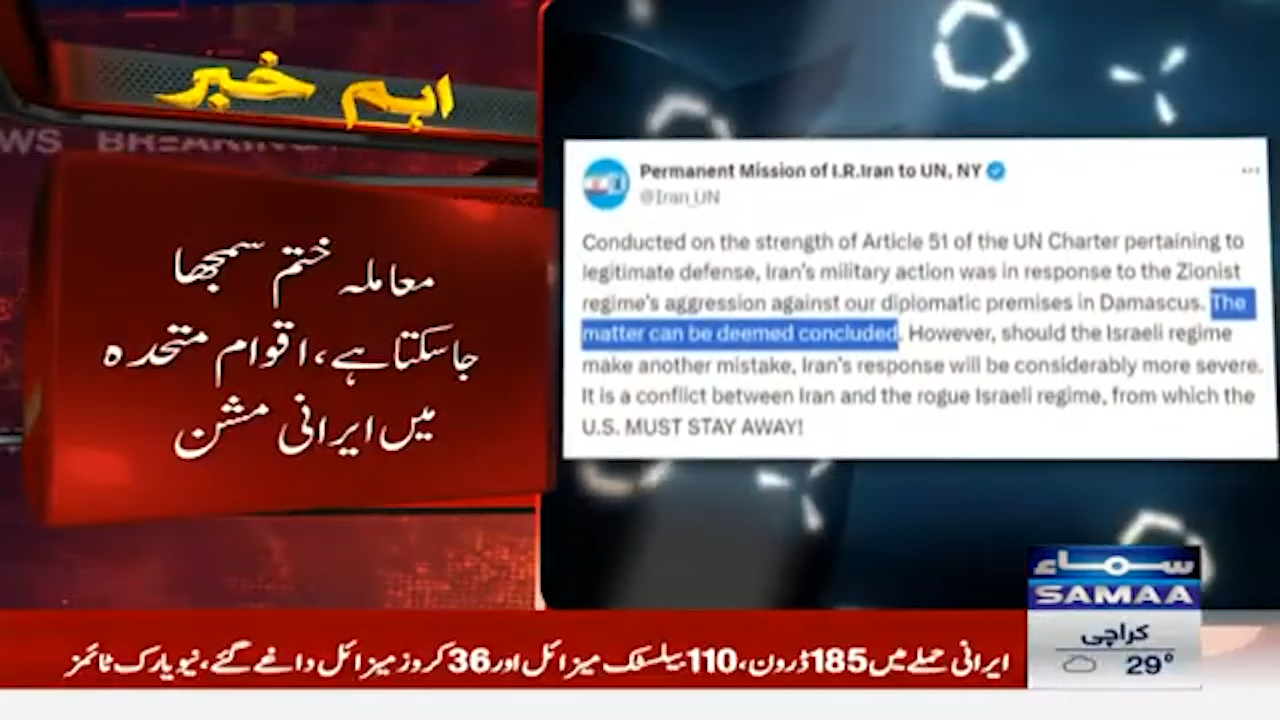 اہم خبر
WS BREAKING
معاملہ ختم سمجھا
جاسکتا ہے، اقوام متحدہ
میں ایرانی مشن
Permanent Mission of I.R.Iran to UN, NY
@Iran_UN
Conducted on the strength of Article 51 of the UN Charter pertaining to
legitimate defense, Iran's military action was in response to the Zionist
regime's aggression against our diplomatic premises in Damascus. The
matter can be deemed concluded. However, should the Israeli regime
make another mistake, Iran's response will be considerably more severe.
It is a conflict between Iran and the rogue Israeli regime, from which the
U.S. MUST STAY AWAY!
سماء
SAMAA
کراچی
29°
ایرانی حملے میں 185 ڈرون، 110 بیلسٹک میزائل اور 36 کروز میزائل داغے گئے، نیویارک ٹائمز